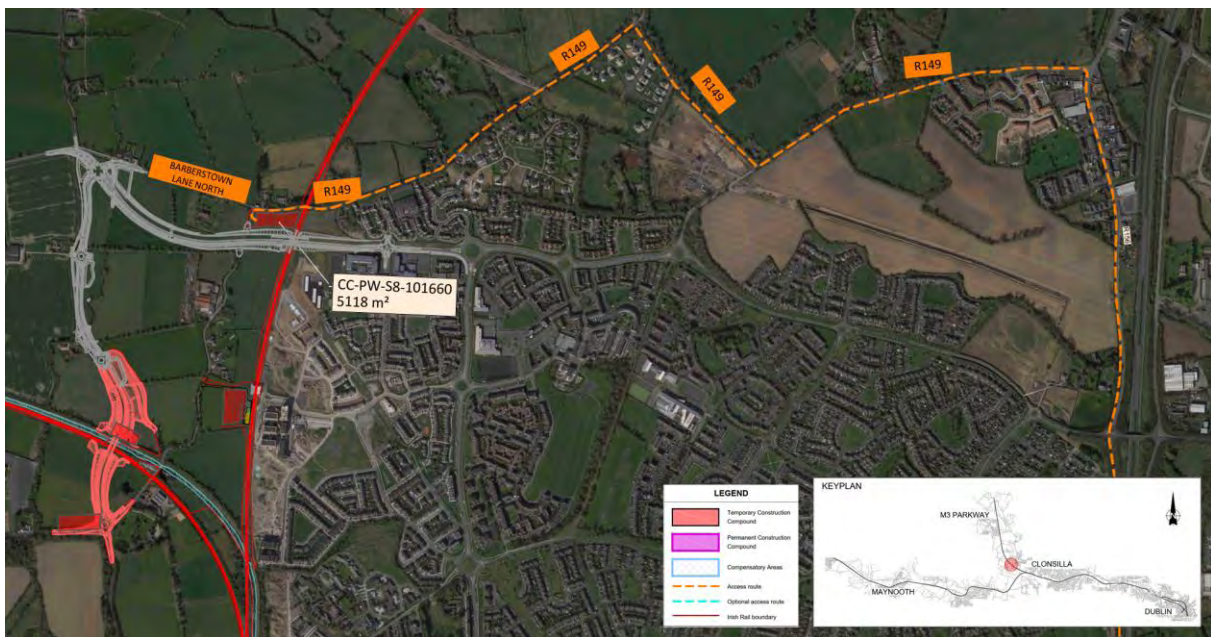 R149
R149
R149
BARBERSTOWN
LANE NORTH
R149
CC-PW-S8-101660
5118 m²
LEGEND
Temporary Construction
Compound
Permanent Construction
Compound
Compensatory Areas
Access route
Optional access route
Irish Rail boundary
KEYPLAN
M3 PARKWAY
CLONSILLA
MAYNOOTH
DUBLIN
N